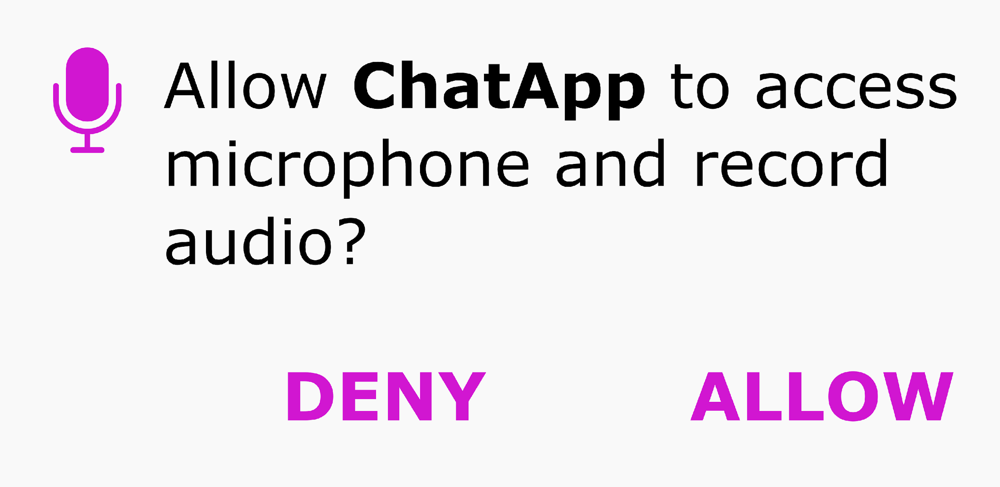 Allow ChatApp to access
microphone and record
audio?
DENY ALLOW